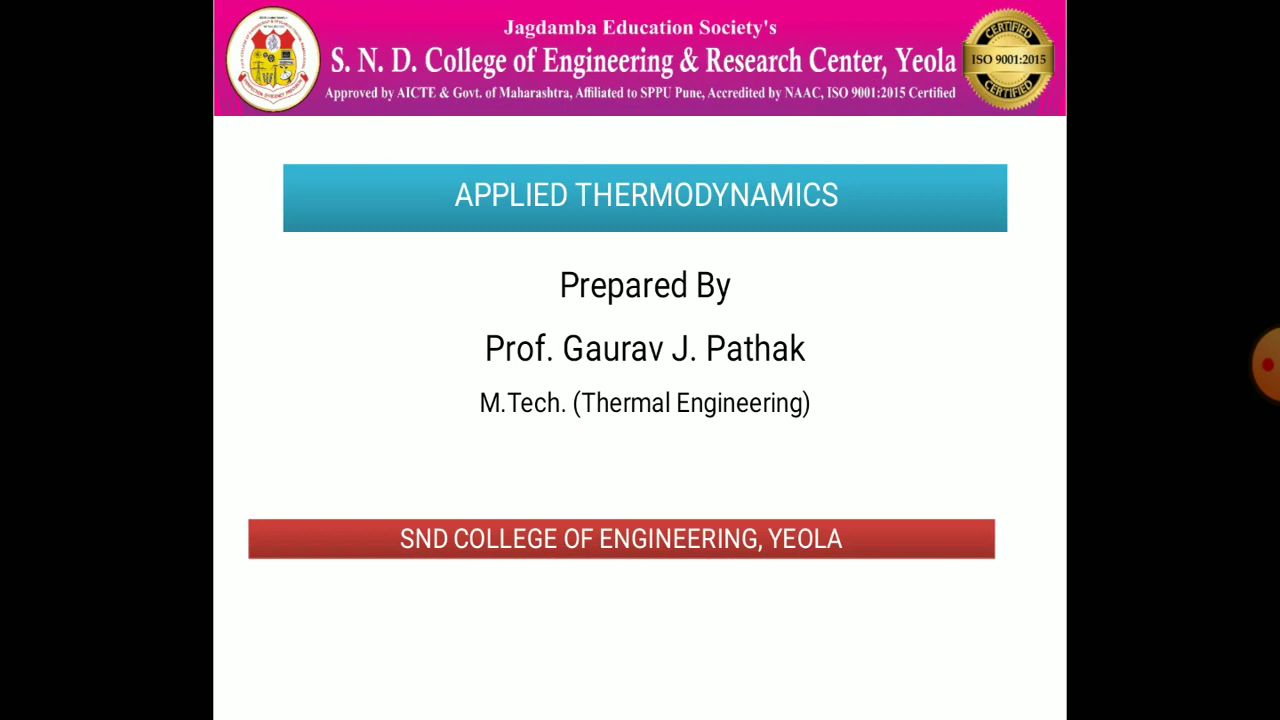 Jagdamba Education Society's
S. N. D. College of Engineering & Research Center, Yeola
Approved by AICTE & Govt. of Maharashtra, Affiliated to SPPU Pune, Accredited by NAAC, ISO 9001:2015 Certified
CERTIFIED
ISO 9001:2015
CERTIFIED
APPLIED THERMODYNAMICS
Prepared By
Prof. Gaurav J. Pathak
M.Tech. (Thermal Engineering)
SND COLLEGE OF ENGINEERING, YEOLA